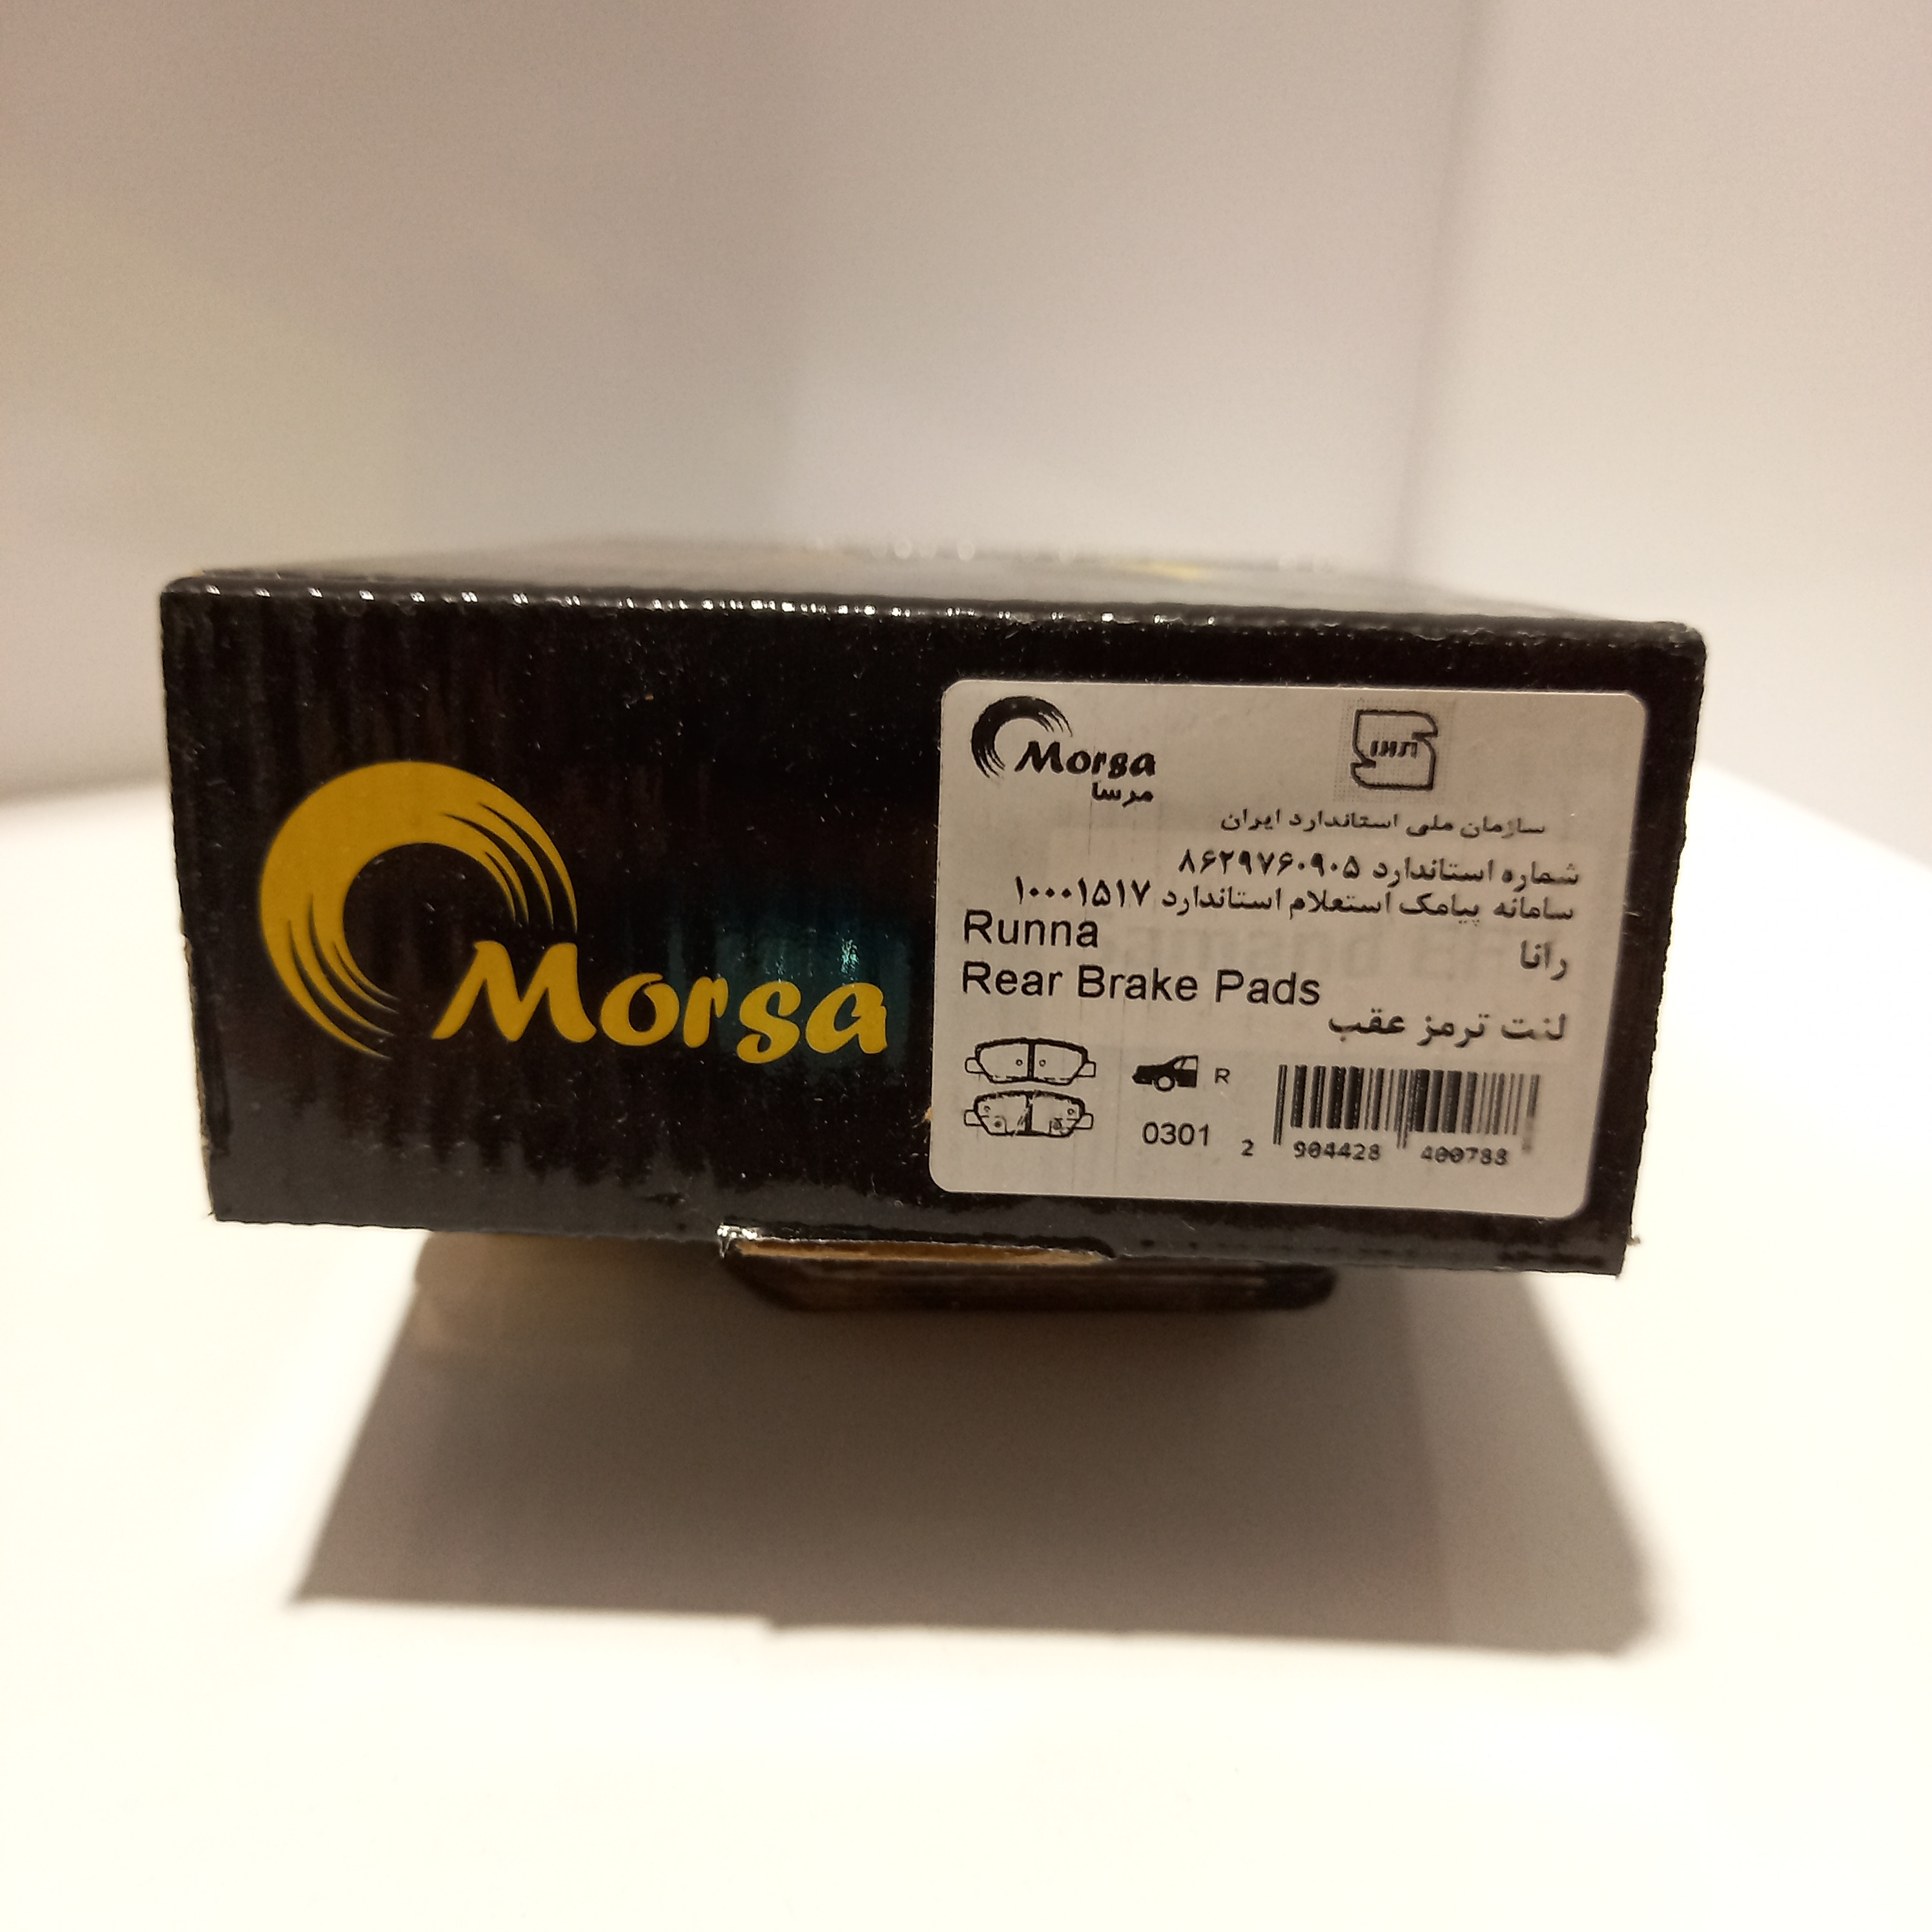 Morsa
Morsa
مرسا
سازمان ملی استاندارد ایران
شماره استاندارد ۸۶۲۹۷۶۰۹۰۵
سامانه پیامک استعلام استاندارد ۱۰۰۰۱۵۱۷
Runna
رانا
Rear Brake Pads
لنت ترمز عقب
R
0301
2 904428 400788